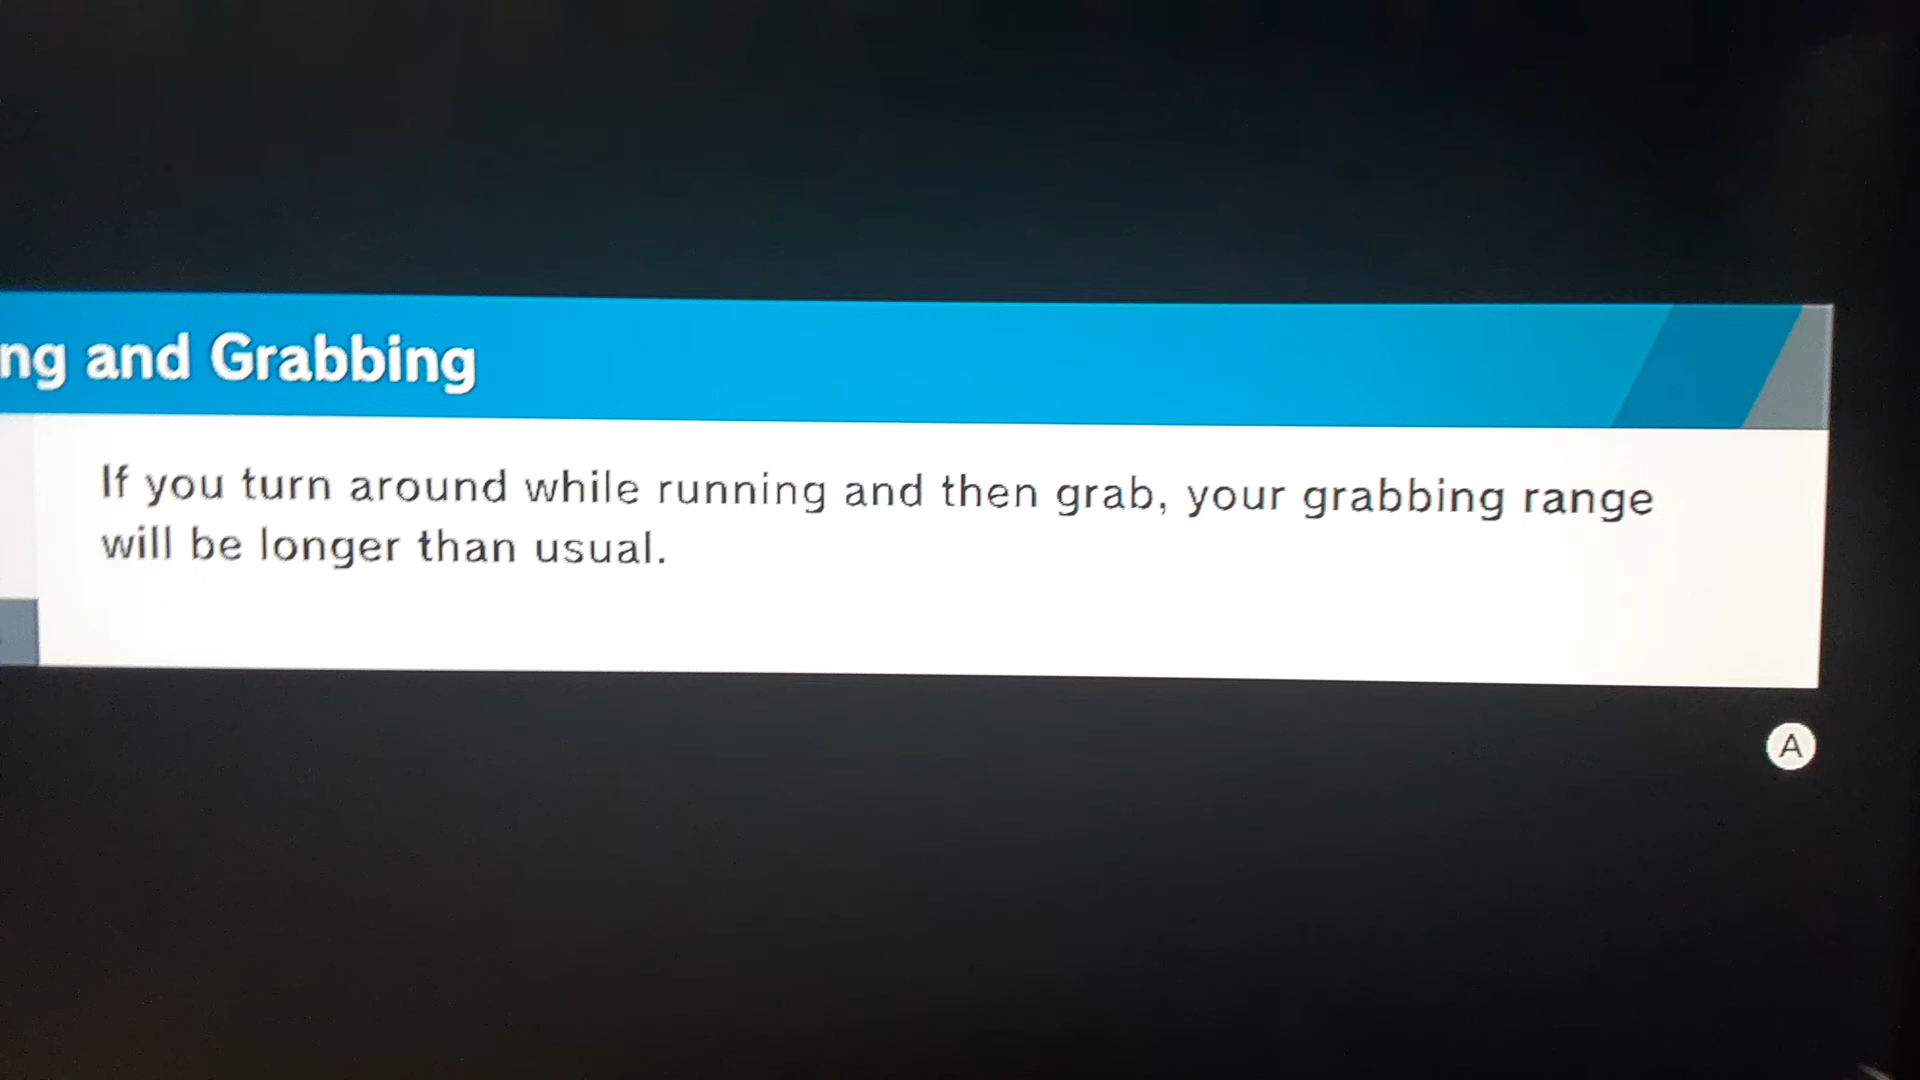 ng and Grabbing
If you turn around while running and then grab, your grabbing range
will be longer than usual.
A